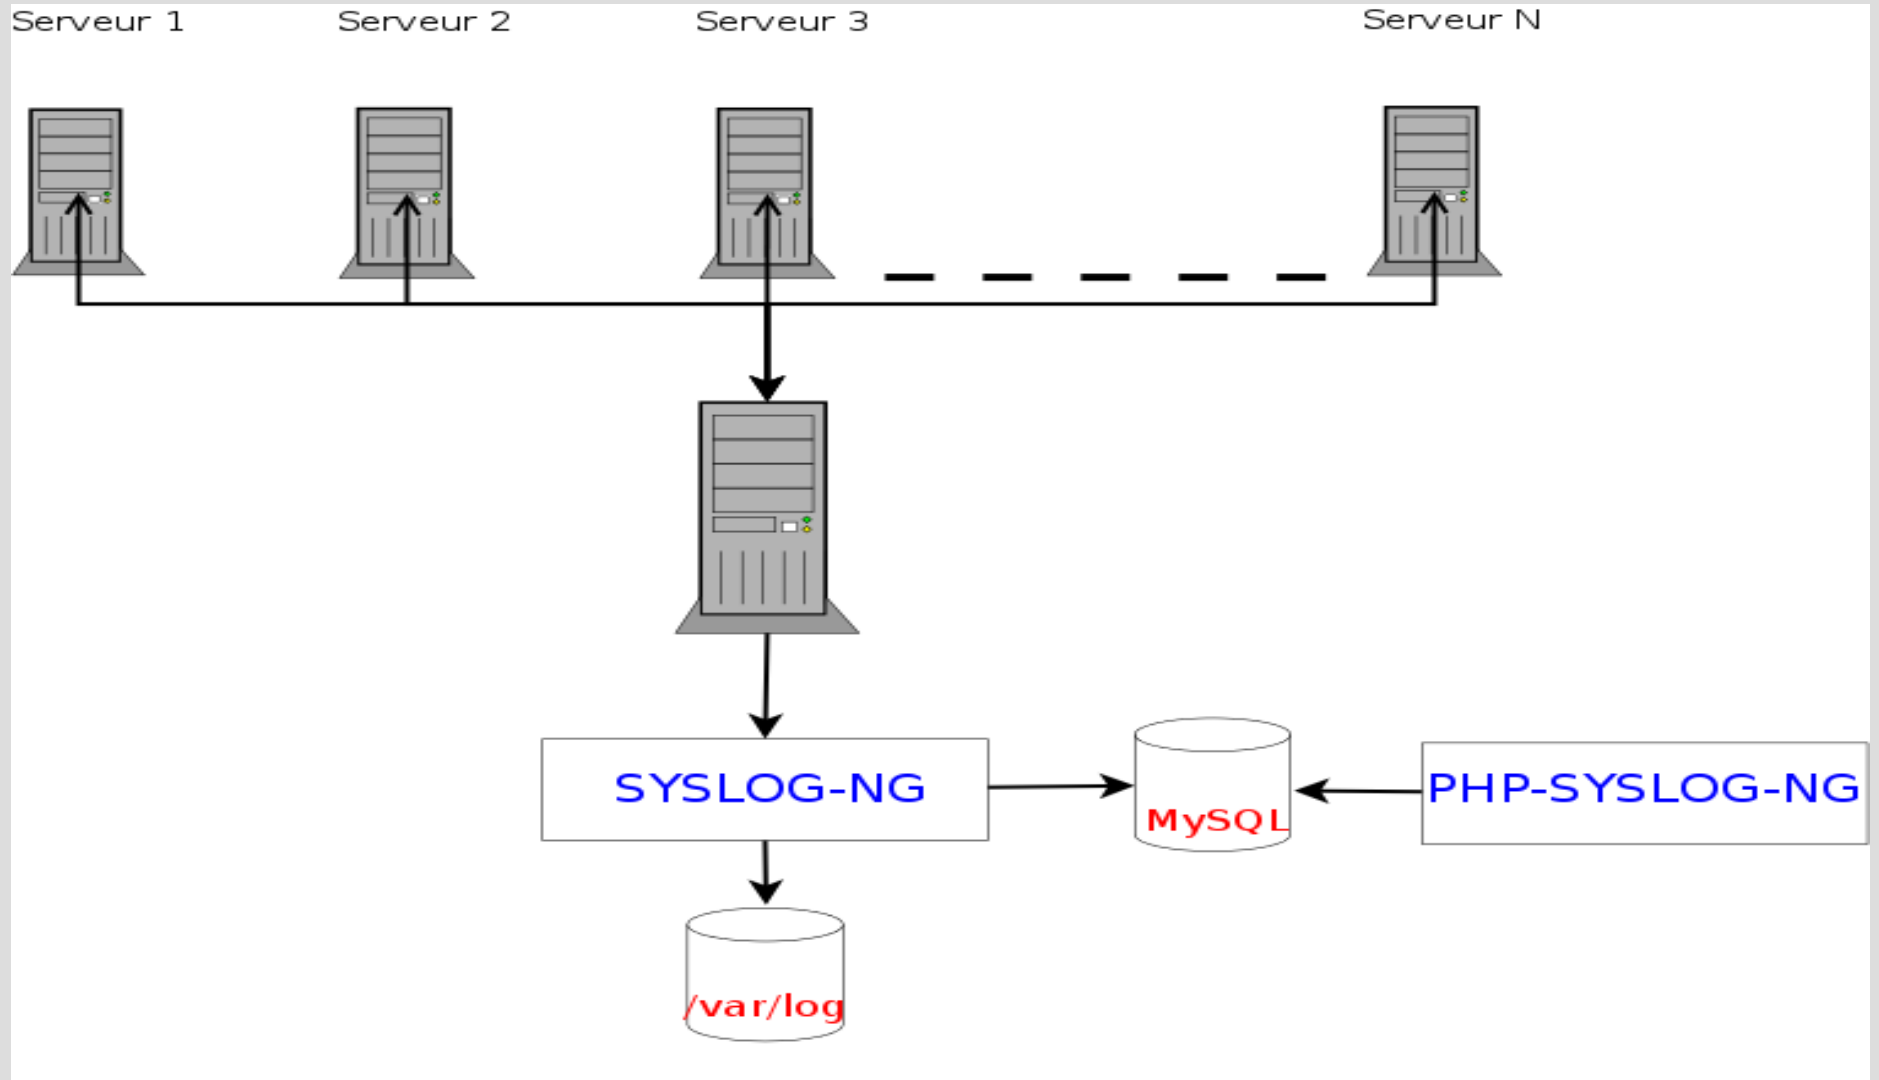 Serveur 1
Serveur 2
Serveur 3
Serveur N
SYSLOG-NG
MySQL
PHP-SYSLOG-NG
/var/log